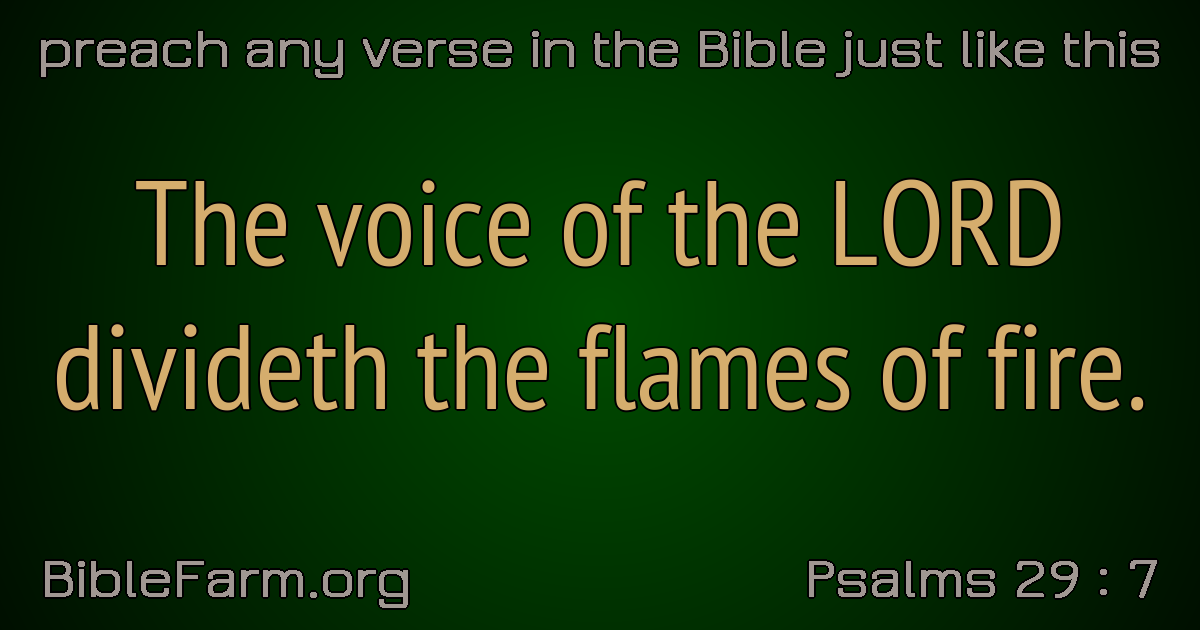 preach any verse in the Bible just like this
The voice of the LORD
divideth the flames of fire.
BibleFarm.org
Psalms 29 : 7